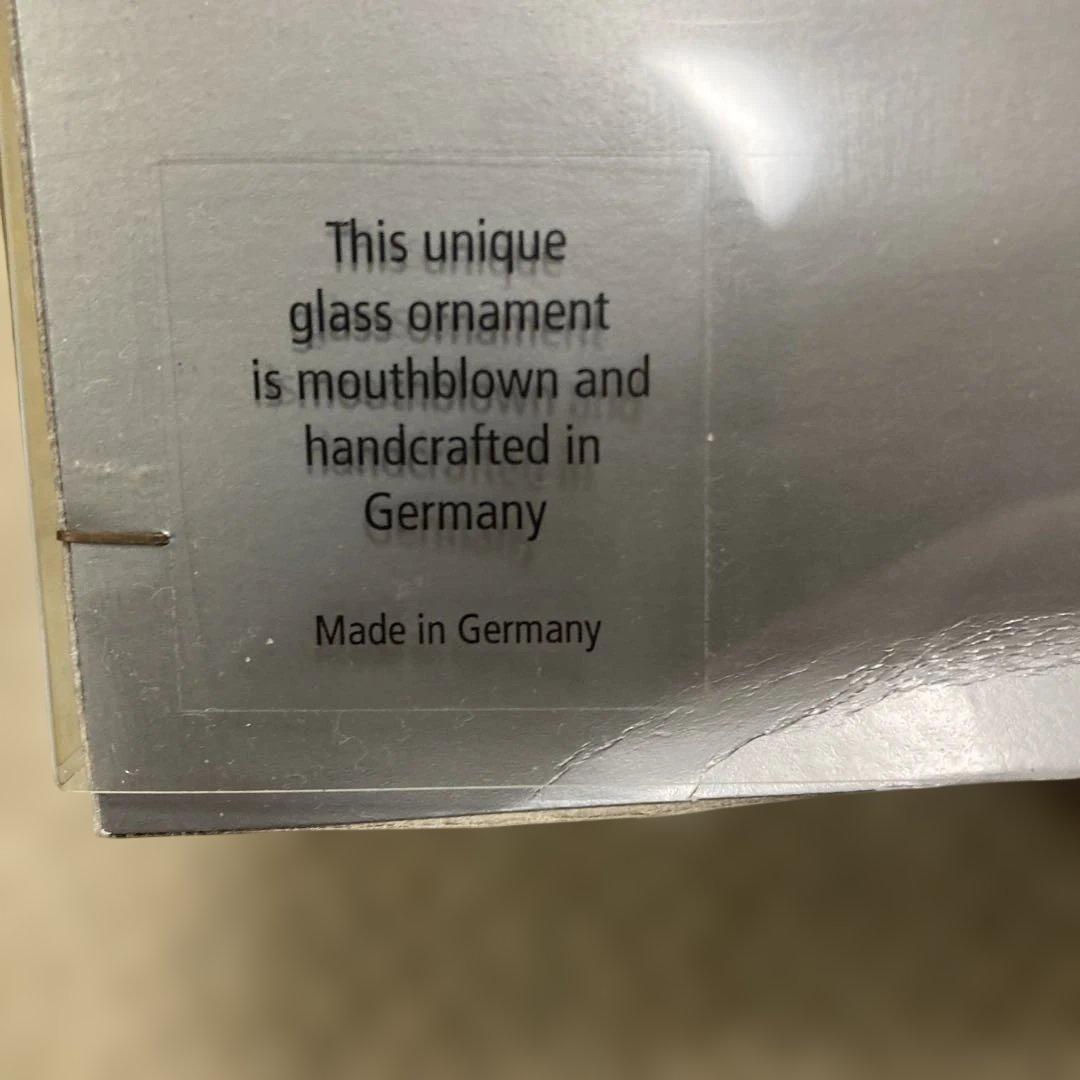 This unique
glass ornament
is mouthblown and
handcrafted in
Germany
Made in Germany